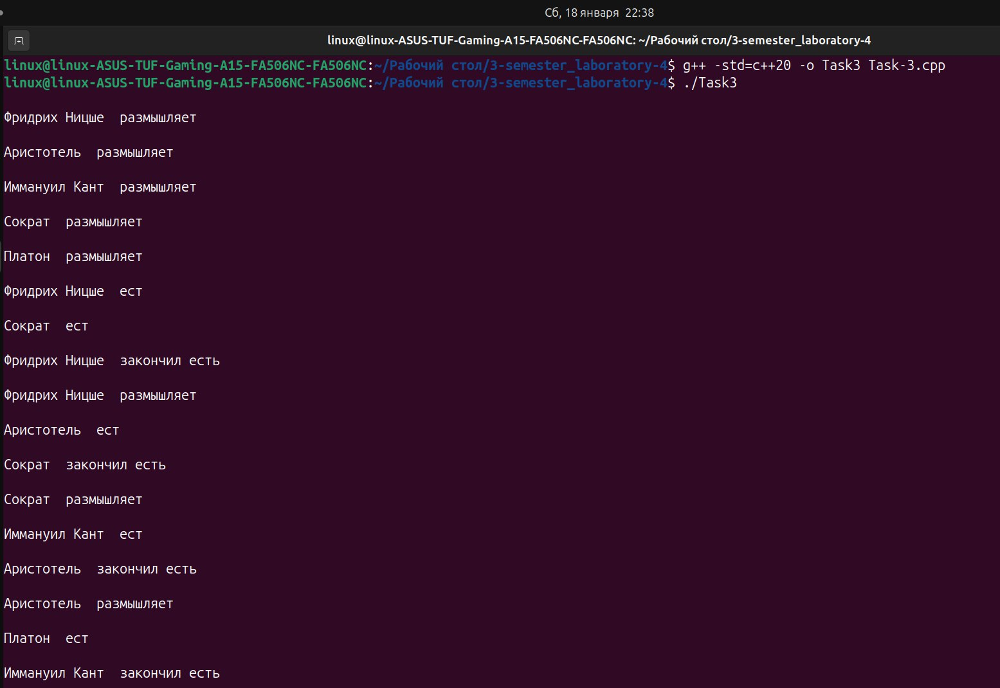 Сб, 18 января 22:38
linux@linux-ASUS-TUF-Gaming-A15-FA506NC-FA506NC: ~/Рабочий стол/3-semester_laboratory-4
linux@linux-ASUS-TUF-Gaming-A15-FA506NC-FA506NC:~/Рабочий стол/3-semester_laboratory-4$ g++ -std=c++20 -o Task3 Task-3.cpp
linux@linux-ASUS-TUF-Gaming-A15-FA506NC-FA506NC:~/Рабочий стол/3-semester_laboratory-4$ ./Task3
Фридрих Ницше  размышляет
Аристотель  размышляет
Иммануил Кант  размышляет
Сократ  размышляет
Платон  размышляет
Фридрих Ницше  ест
Сократ  ест
Фридрих Ницше  закончил есть
Фридрих Ницше  размышляет
Аристотель  ест
Сократ  закончил есть
Сократ  размышляет
Иммануил Кант  ест
Аристотель  закончил есть
Аристотель  размышляет
Платон  ест
Иммануил Кант  закончил есть